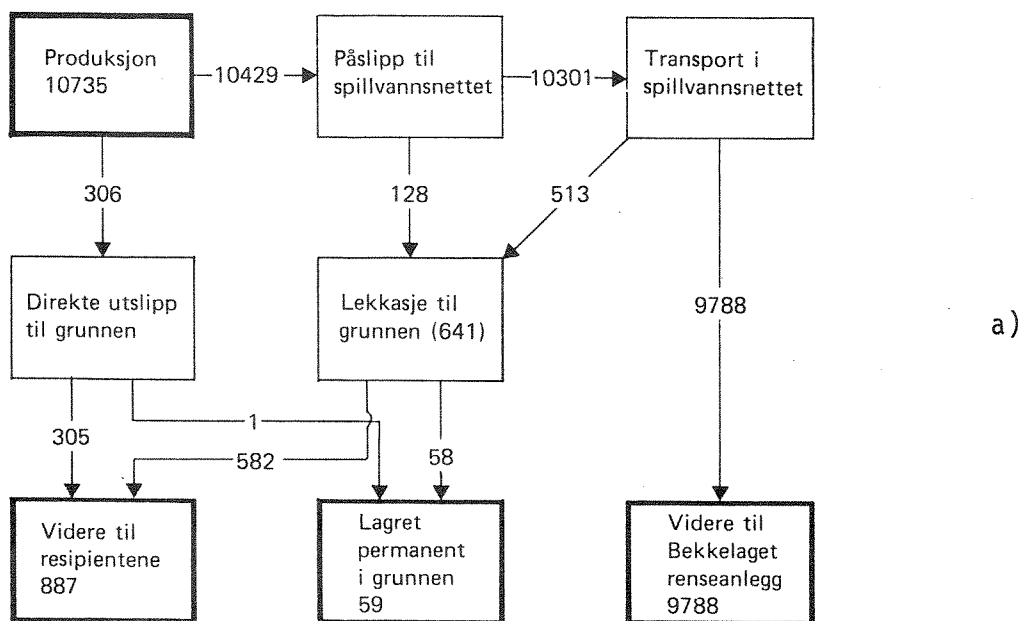 Produksjon
10735
10429
Påslipp til
spillvannsnettet
10301
Transport i
spillvannsnettet
306
128
513
Direkte utslipp
til grunnen
Lekkasje til
grunnen (641)
9788
a)
305
1
582
58
Videre til
resipientene
887
Lagret
permanent
i grunnen
59
Videre til
Bekkelaget
renseanlegg
9788